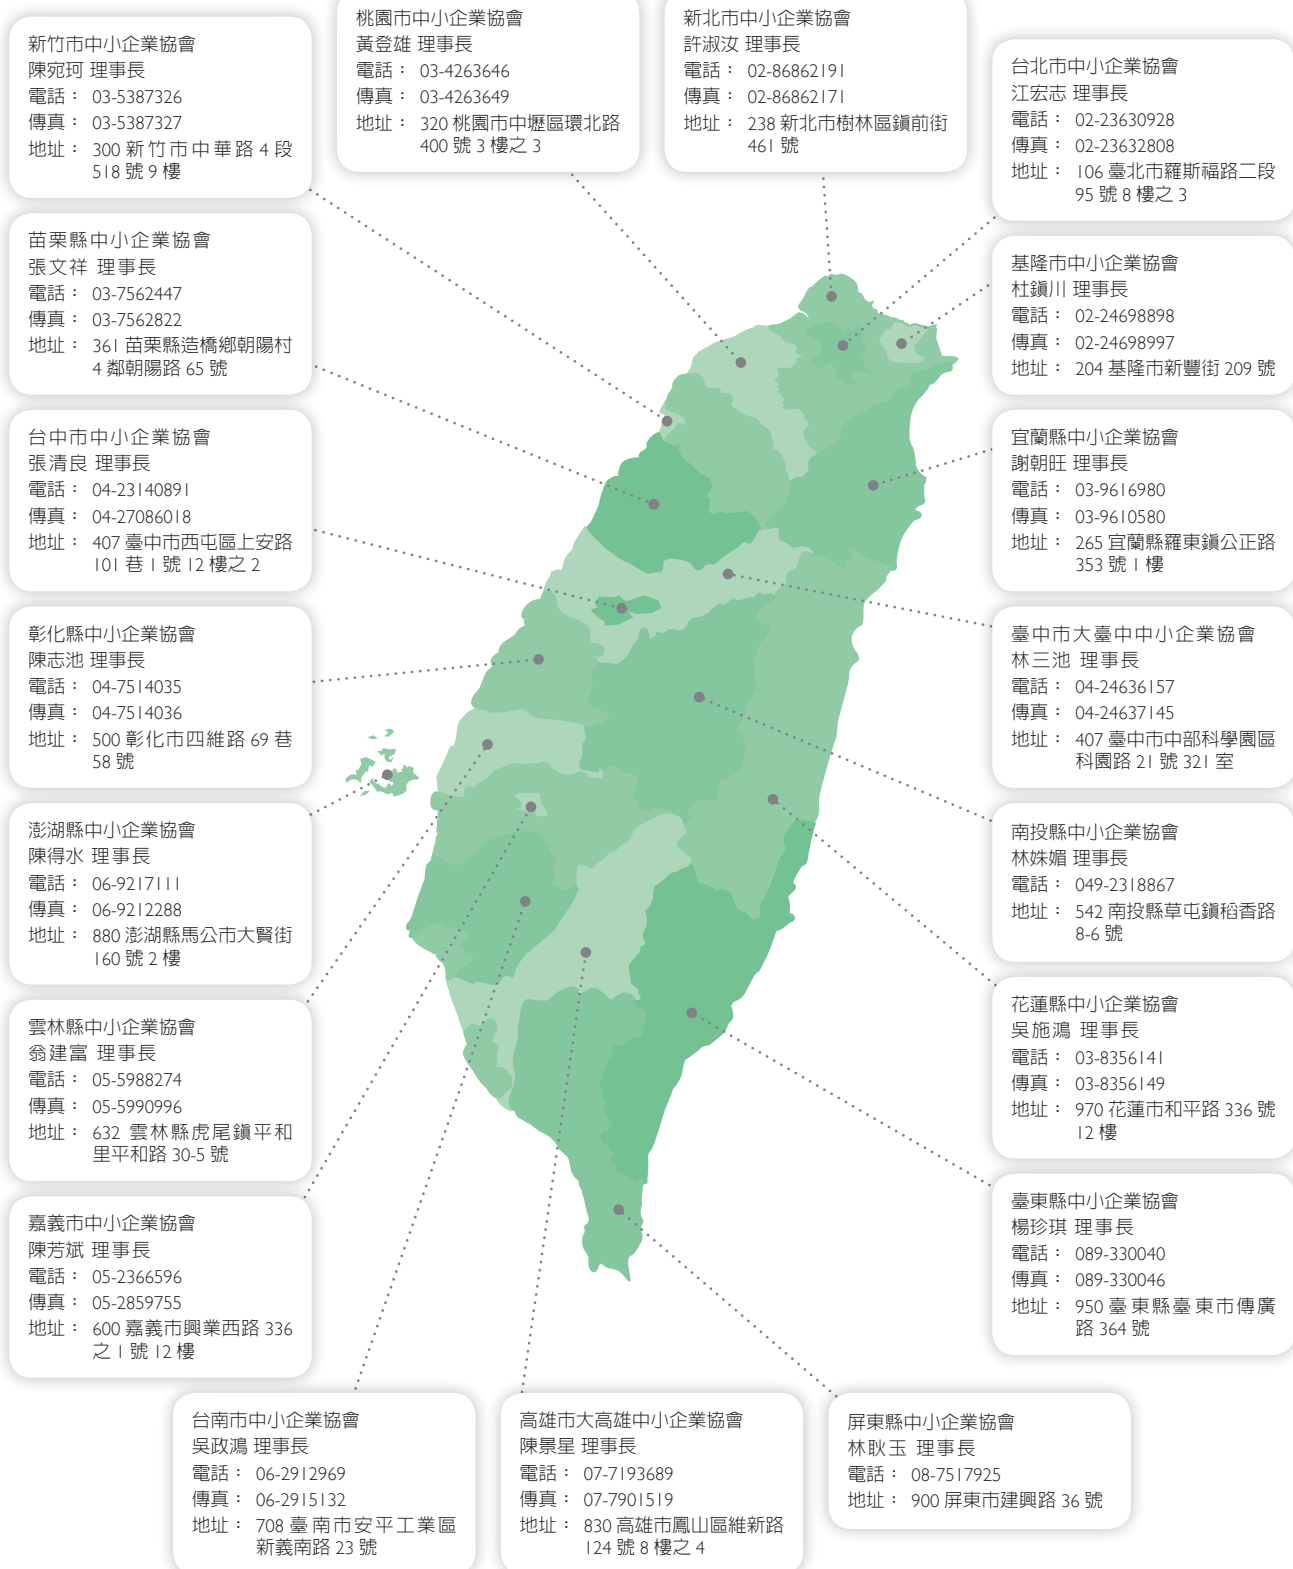 新竹市中小企業協會
陳宛珂 理事長
電話： 03-5387326
傳真： 03-5387327
地址： 300 新竹市中華路 4 段
518 號 9 樓
桃園市中小企業協會
黃登雄 理事長
電話： 03-4263646
傳真： 03-4263649
地址： 320 桃園市中壢區環北路
400 號 3 樓之 3
新北市中小企業協會
許淑汝 理事長
電話： 02-86862191
傳真： 02-86862171
地址： 238 新北市樹林區鎮前街
461 號
台北市中小企業協會
江宏志 理事長
電話： 02-23630928
傳真： 02-23632808
地址： 106 臺北市羅斯福路二段
95 號 8 樓之 3
苗栗縣中小企業協會
張文祥 理事長
電話： 03-7562447
傳真： 03-7562822
地址： 361 苗栗縣造橋鄉朝陽村
4 鄰朝陽路 65 號
基隆市中小企業協會
杜鎭川 理事長
電話： 02-24698898
傳真： 02-24698997
地址： 204 基隆市新豐街 209 號
台中市中小企業協會
張清良 理事長
電話： 04-23140891
傳真： 04-27086018
地址： 407 臺中市西屯區上安路
101 巷 1 號 12 樓之 2
宜蘭縣中小企業協會
謝朝旺 理事長
電話： 03-9616980
傳真： 03-9610580
地址： 265 宜蘭縣羅東鎮公正路
353 號 1 樓
彰化縣中小企業協會
陳志池 理事長
電話： 04-7514035
傳真： 04-7514036
地址： 500 彰化市四維路 69 巷
58 號
臺中市大臺中中小企業協會
林三池 理事長
電話： 04-24636157
傳真： 04-24637145
地址： 407 臺中市中部科學園區
科園路 21 號 321 室
澎湖縣中小企業協會
陳得水 理事長
電話： 06-9217111
傳真： 06-9212288
地址： 880 澎湖縣馬公市大賢街
160 號 2 樓
南投縣中小企業協會
林姝媚 理事長
電話： 049-2318867
地址： 542 南投縣草屯鎮稻香路
8-6 號
雲林縣中小企業協會
翁建富 理事長
電話： 05-5988274
傳真： 05-5990996
地址： 632 雲林縣虎尾鎮平和
里平和路 30-5 號
花蓮縣中小企業協會
吳施鴻 理事長
電話： 03-8356141
傳真： 03-8356149
地址： 970 花蓮市和平路 336 號
12 樓
嘉義市中小企業協會
陳芳斌 理事長
電話： 05-2366596
傳真： 05-2859755
地址： 600 嘉義市興業西路 336
之 1 號 12 樓
臺東縣中小企業協會
楊珍琪 理事長
電話： 089-330040
傳真： 089-330046
地址： 950 臺東縣臺東市傳廣
路 364 號
台南市中小企業協會
吳政鴻 理事長
電話： 06-2912969
傳真： 06-2915132
地址： 708 臺南市安平工業區
新義南路 23 號
高雄市大高雄中小企業協會
陳景星 理事長
電話： 07-7193689
傳真： 07-7901519
地址： 830 高雄市鳳山區維新路
124 號 8 樓之 4
屏東縣中小企業協會
林耿玉 理事長
電話： 08-7517925
地址： 900 屏東市建興路 36 號